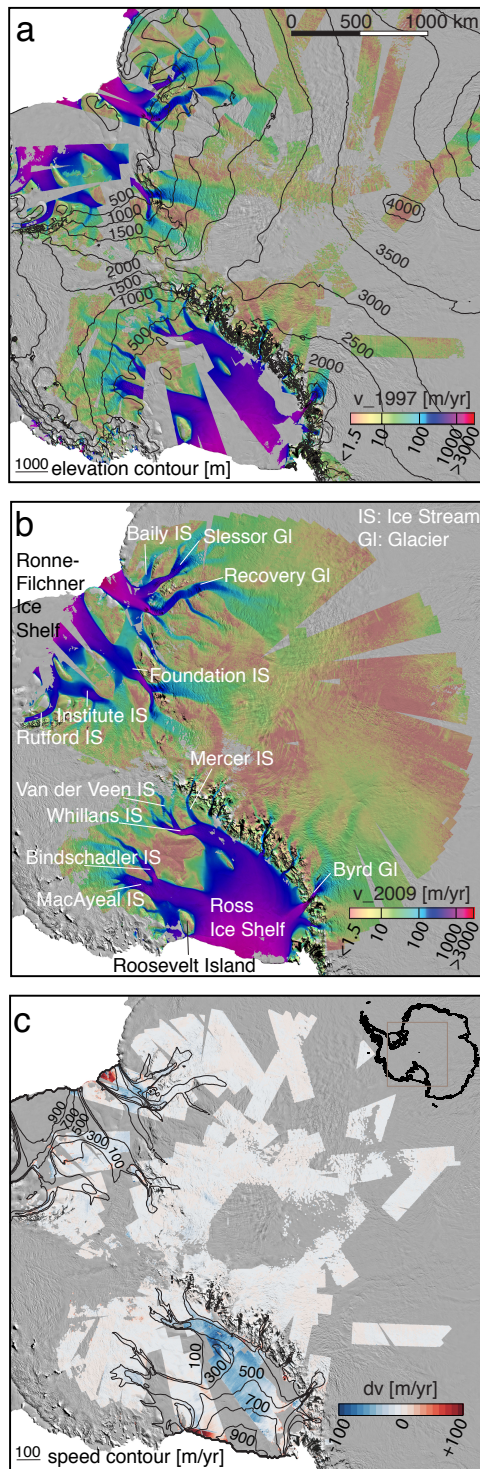 a
0 500 1000 km
500
1000
1500
2000
1500
1000
500
4000
3500
3000
2500
2000
v_1997 [m/yr]
<1.5
10
100
1000
>3000
1000 elevation contour [m]
b
IS: Ice Stream
Gl: Glacier
Baily IS
Slessor Gl
Recovery Gl
Ronne-
Filchner
Ice
Shelf
Foundation IS
Institute IS
Rutford IS
Mercer IS
Van der Veen IS
Whillans IS
Bindschadler IS
MacAyeal IS
Byrd Gl
Ross
Ice Shelf
Roosevelt Island
v_2009 [m/yr]
<1.5
10
100
1000
>3000
c
900
700
500
300
100
100
300
500
700
900
dv [m/yr]
-100
0
+100
100 speed contour [m/yr]